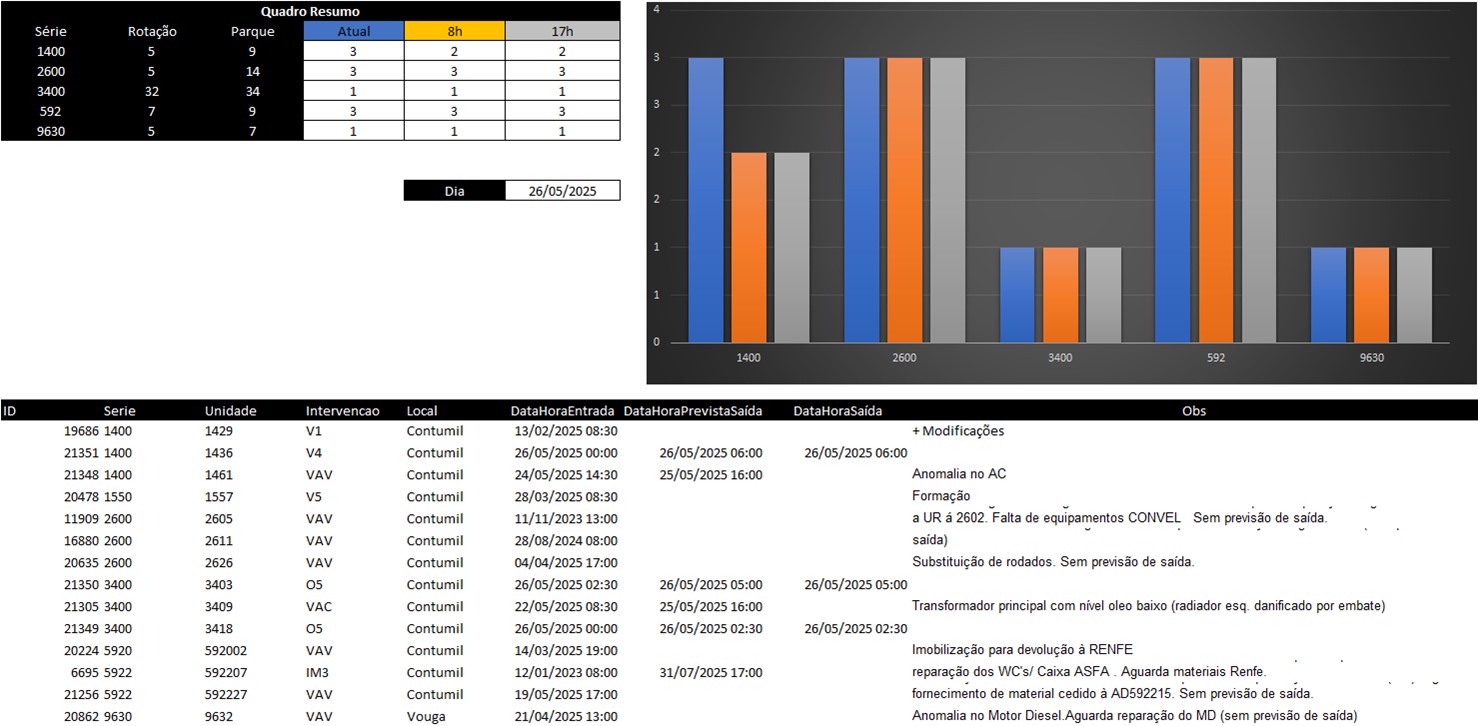 Quadro Resumo
Série Rotação Parque Atual 8h 17h
1400 5 9 3 2 2
2600 5 14 3 3 3
3400 32 34 1 1 1
592 7 9 3 3 3
9630 5 7 1 1 1
Dia 26/05/2025
4
3
3
2
2
1
1
0
1400 2600 3400 592 9630
ID Serie Unidade Intervencao Local DataHoraEntrada DataHoraPrevistaSaída DataHoraSaída Obs
19686 1400 1429 V1 Contumil 13/02/2025 08:30 + Modificações
21351 1400 1436 V4 Contumil 26/05/2025 00:00 26/05/2025 06:00 26/05/2025 06:00
21348 1400 1461 VAV Contumil 24/05/2025 14:30 25/05/2025 16:00 Anomalia no AC
20478 1550 1557 V5 Contumil 28/03/2025 08:30 Formação
11909 2600 2605 VAV Contumil 11/11/2023 13:00 a UR á 2602. Falta de equipamentos CONVEL Sem previsão de saída.
16880 2600 2611 VAV Contumil 28/08/2024 08:00 saída)
20635 2600 2626 VAV Contumil 04/04/2025 17:00 Substituição de rodados. Sem previsão de saída.
21350 3400 3403 O5 Contumil 26/05/2025 02:30 26/05/2025 05:00 26/05/2025 05:00
21305 3400 3409 VAC Contumil 22/05/2025 08:30 25/05/2025 16:00 Transformador principal com nível oleo baixo (radiador esq. danificado por embate)
21349 3400 3418 O5 Contumil 26/05/2025 00:00 26/05/2025 02:30 26/05/2025 02:30
20224 5920 592002 VAV Contumil 14/03/2025 19:00 Imobilização para devolução à RENFE
6695 5922 592207 IM3 Contumil 12/01/2023 08:00 31/07/2025 17:00 reparação dos WC's/ Caixa ASFA . Aguarda materiais Renfe.
21256 5922 592227 VAV Contumil 19/05/2025 17:00 fornecimento de material cedido à AD592215. Sem previsão de saída.
20862 9630 9632 VAV Vouga 21/04/2025 13:00 Anomalia no Motor Diesel.Aguarda reparação do MD (sem previsão de saída)